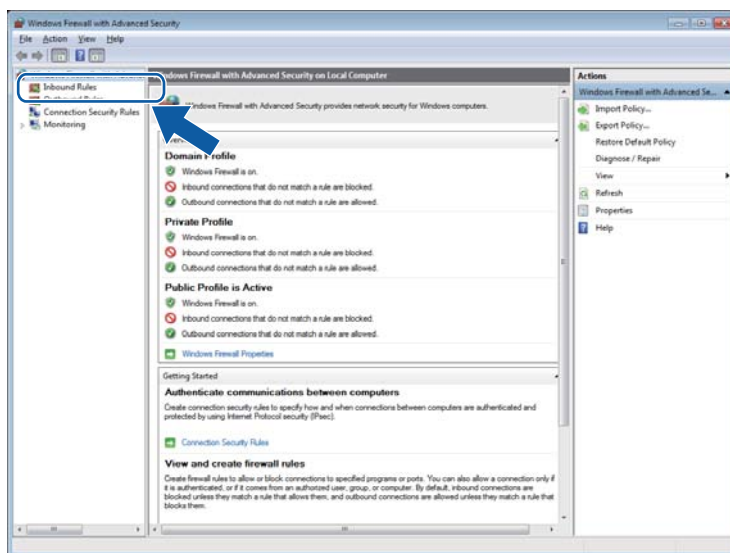 Windows Firewall with Advanced Security
File Action View Help
Inbound Rules
Outbound Rules
Connection Security Rules
Monitoring
ndows Firewall with Advanced Security on Local Computer
Windows Firewall with Advanced Security provides network security for Windows computers.
Domain Profile
Windows Firewall is on.
Inbound connections that do not match a rule are blocked.
Outbound connections that do not match a rule are allowed.
Private Profile
Windows Firewall is on.
Inbound connections that do not match a rule are blocked.
Outbound connections that do not match a rule are allowed.
Public Profile is Active
Windows Firewall is on.
Inbound connections that do not match a rule are blocked.
Outbound connections that do not match a rule are allowed.
Windows Firewall Properties
Getting Started
Authenticate communications between computers
Create connection security rules to specify how and when connections between computers are authenticated and
protected by using Internet Protocol security (IPsec).
Connection Security Rules
View and create firewall rules
Create firewall rules to allow or block connections to specified programs or ports. You can also allow a connection only if
it is authenticated, or if it comes from an authorized user, group, or computer. By default, inbound connections are
blocked unless they match a rule that allows them, and outbound connections are allowed unless they match a rule that
blocks them.
Actions
Windows Firewall with Advanced Se...
Import Policy...
Export Policy...
Restore Default Policy
Diagnose / Repair
View
Refresh
Properties
Help